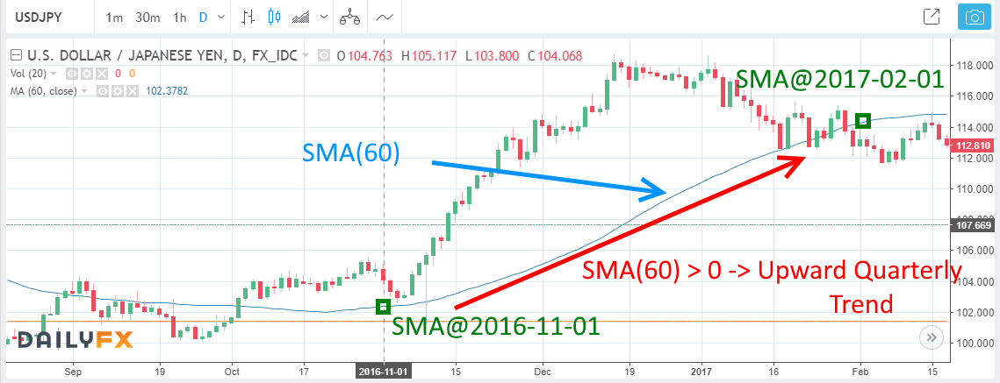 USDJPY 1m 30m 1h D
U.S. DOLLAR / JAPANESE YEN, D, FX_IDC O104.763 H105.117 L103.800 C104.068
Vol (20) 0 0
MA (60, close) 102.3782
118.000
SMA@2017-02-01
116.000
114.000
SMA(60)
112.810
112.000
110.000
107.669
106.000
SMA(60) > 0 -> Upward Quarterly
Trend
104.000
102.000
SMA@2016-11-01
100.000
DAILYFX
Sep 19 Oct 17 2016-11-01 15 Dec 19 2017 16 Feb 15